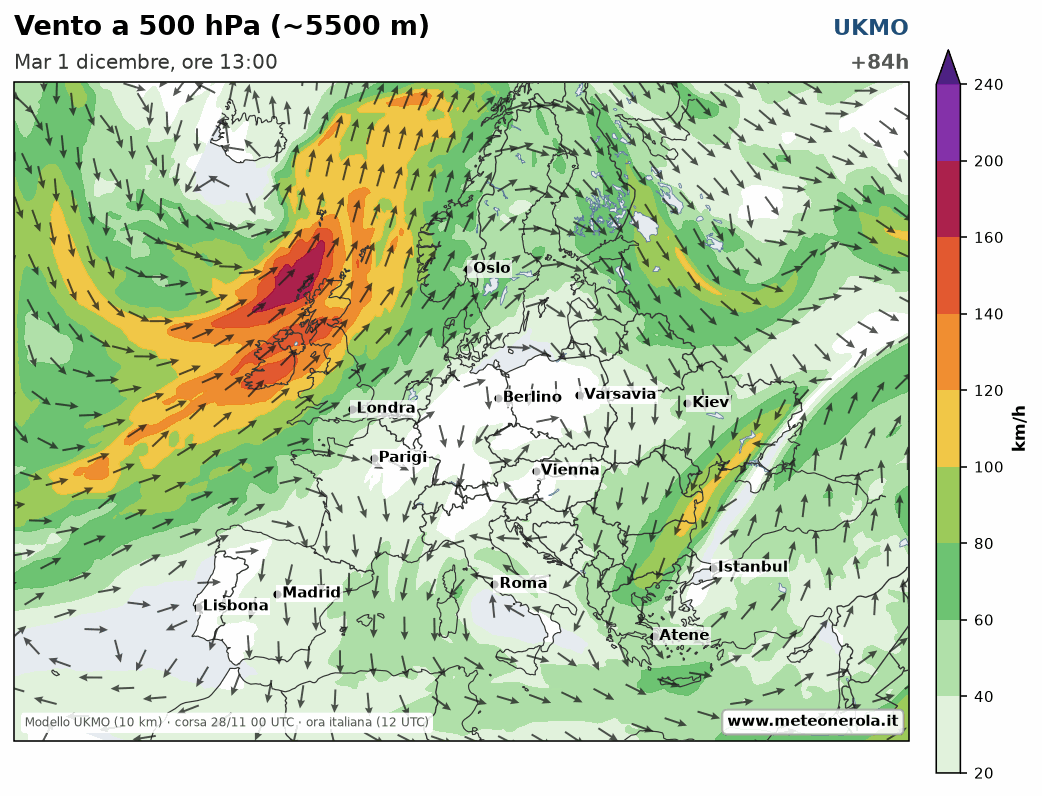 Vento a 500 hPa (~5500 m)
UKMO
Mar 1 dicembre, ore 13:00
+84h
240
200
160
140
120
100
80
60
40
20
km/h
Oslo
Berlino
Varsavia
Kiev
Londra
Parigi
Vienna
Istanbul
Roma
Madrid
Lisbona
Atene
Modello UKMO (10 km) · corsa 28/11 00 UTC · ora italiana (12 UTC)
www.meteonerola.it